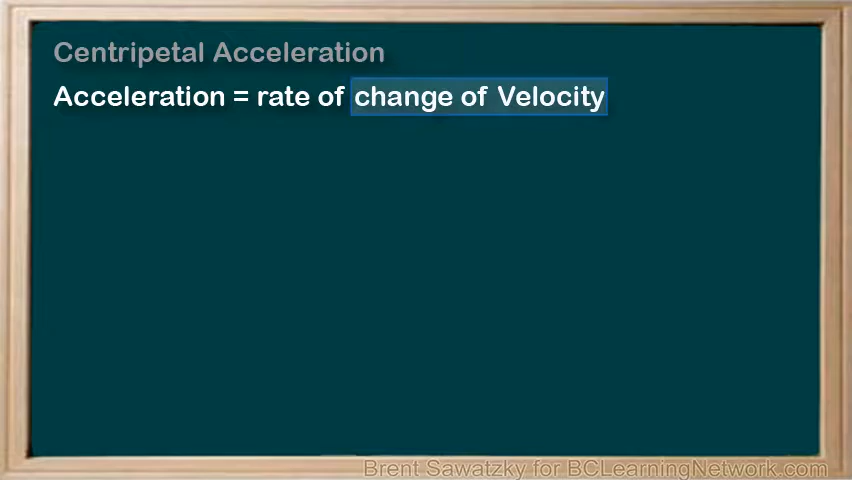 Centripetal Acceleration
Acceleration = rate of change of Velocity
Brent Sawatzky for BCLearningNetwork.com